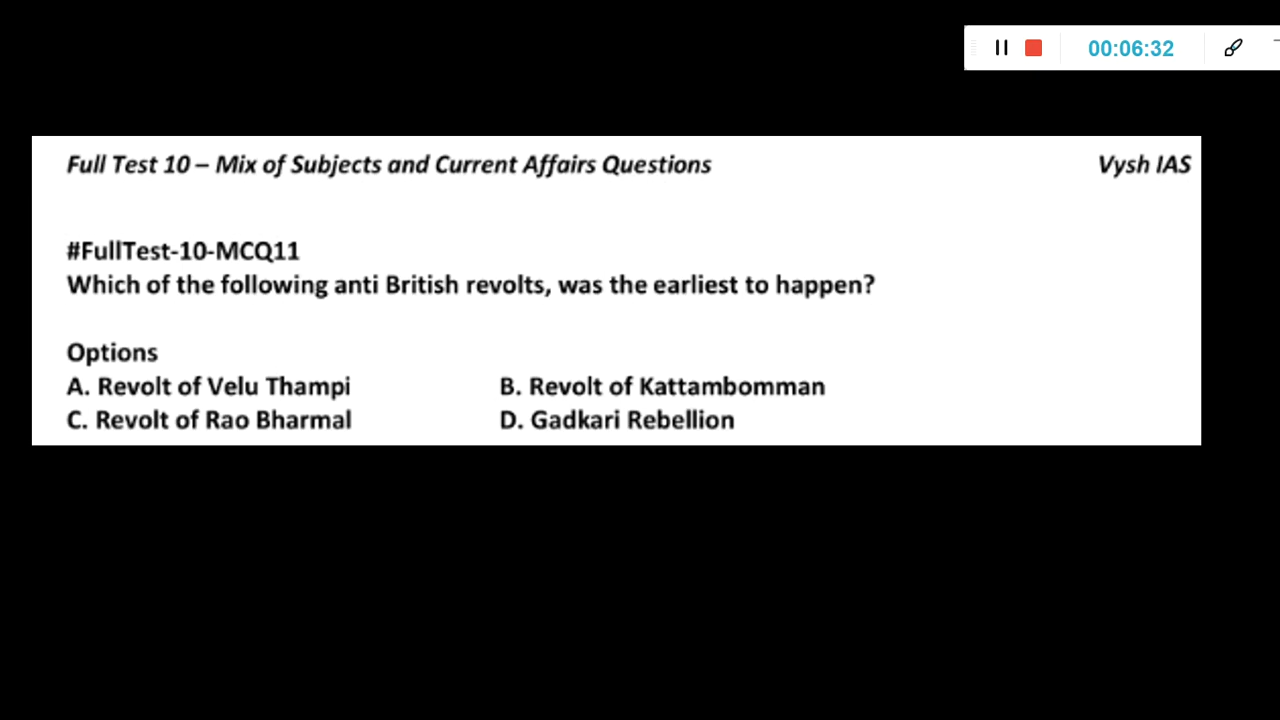 00:06:32
Full Test 10 – Mix of Subjects and Current Affairs Questions Vysh IAS
#FullTest-10-MCQ11
Which of the following anti British revolts, was the earliest to happen?
Options
A. Revolt of Velu Thampi B. Revolt of Kattambomman
C. Revolt of Rao Bharmal D. Gadkari Rebellion